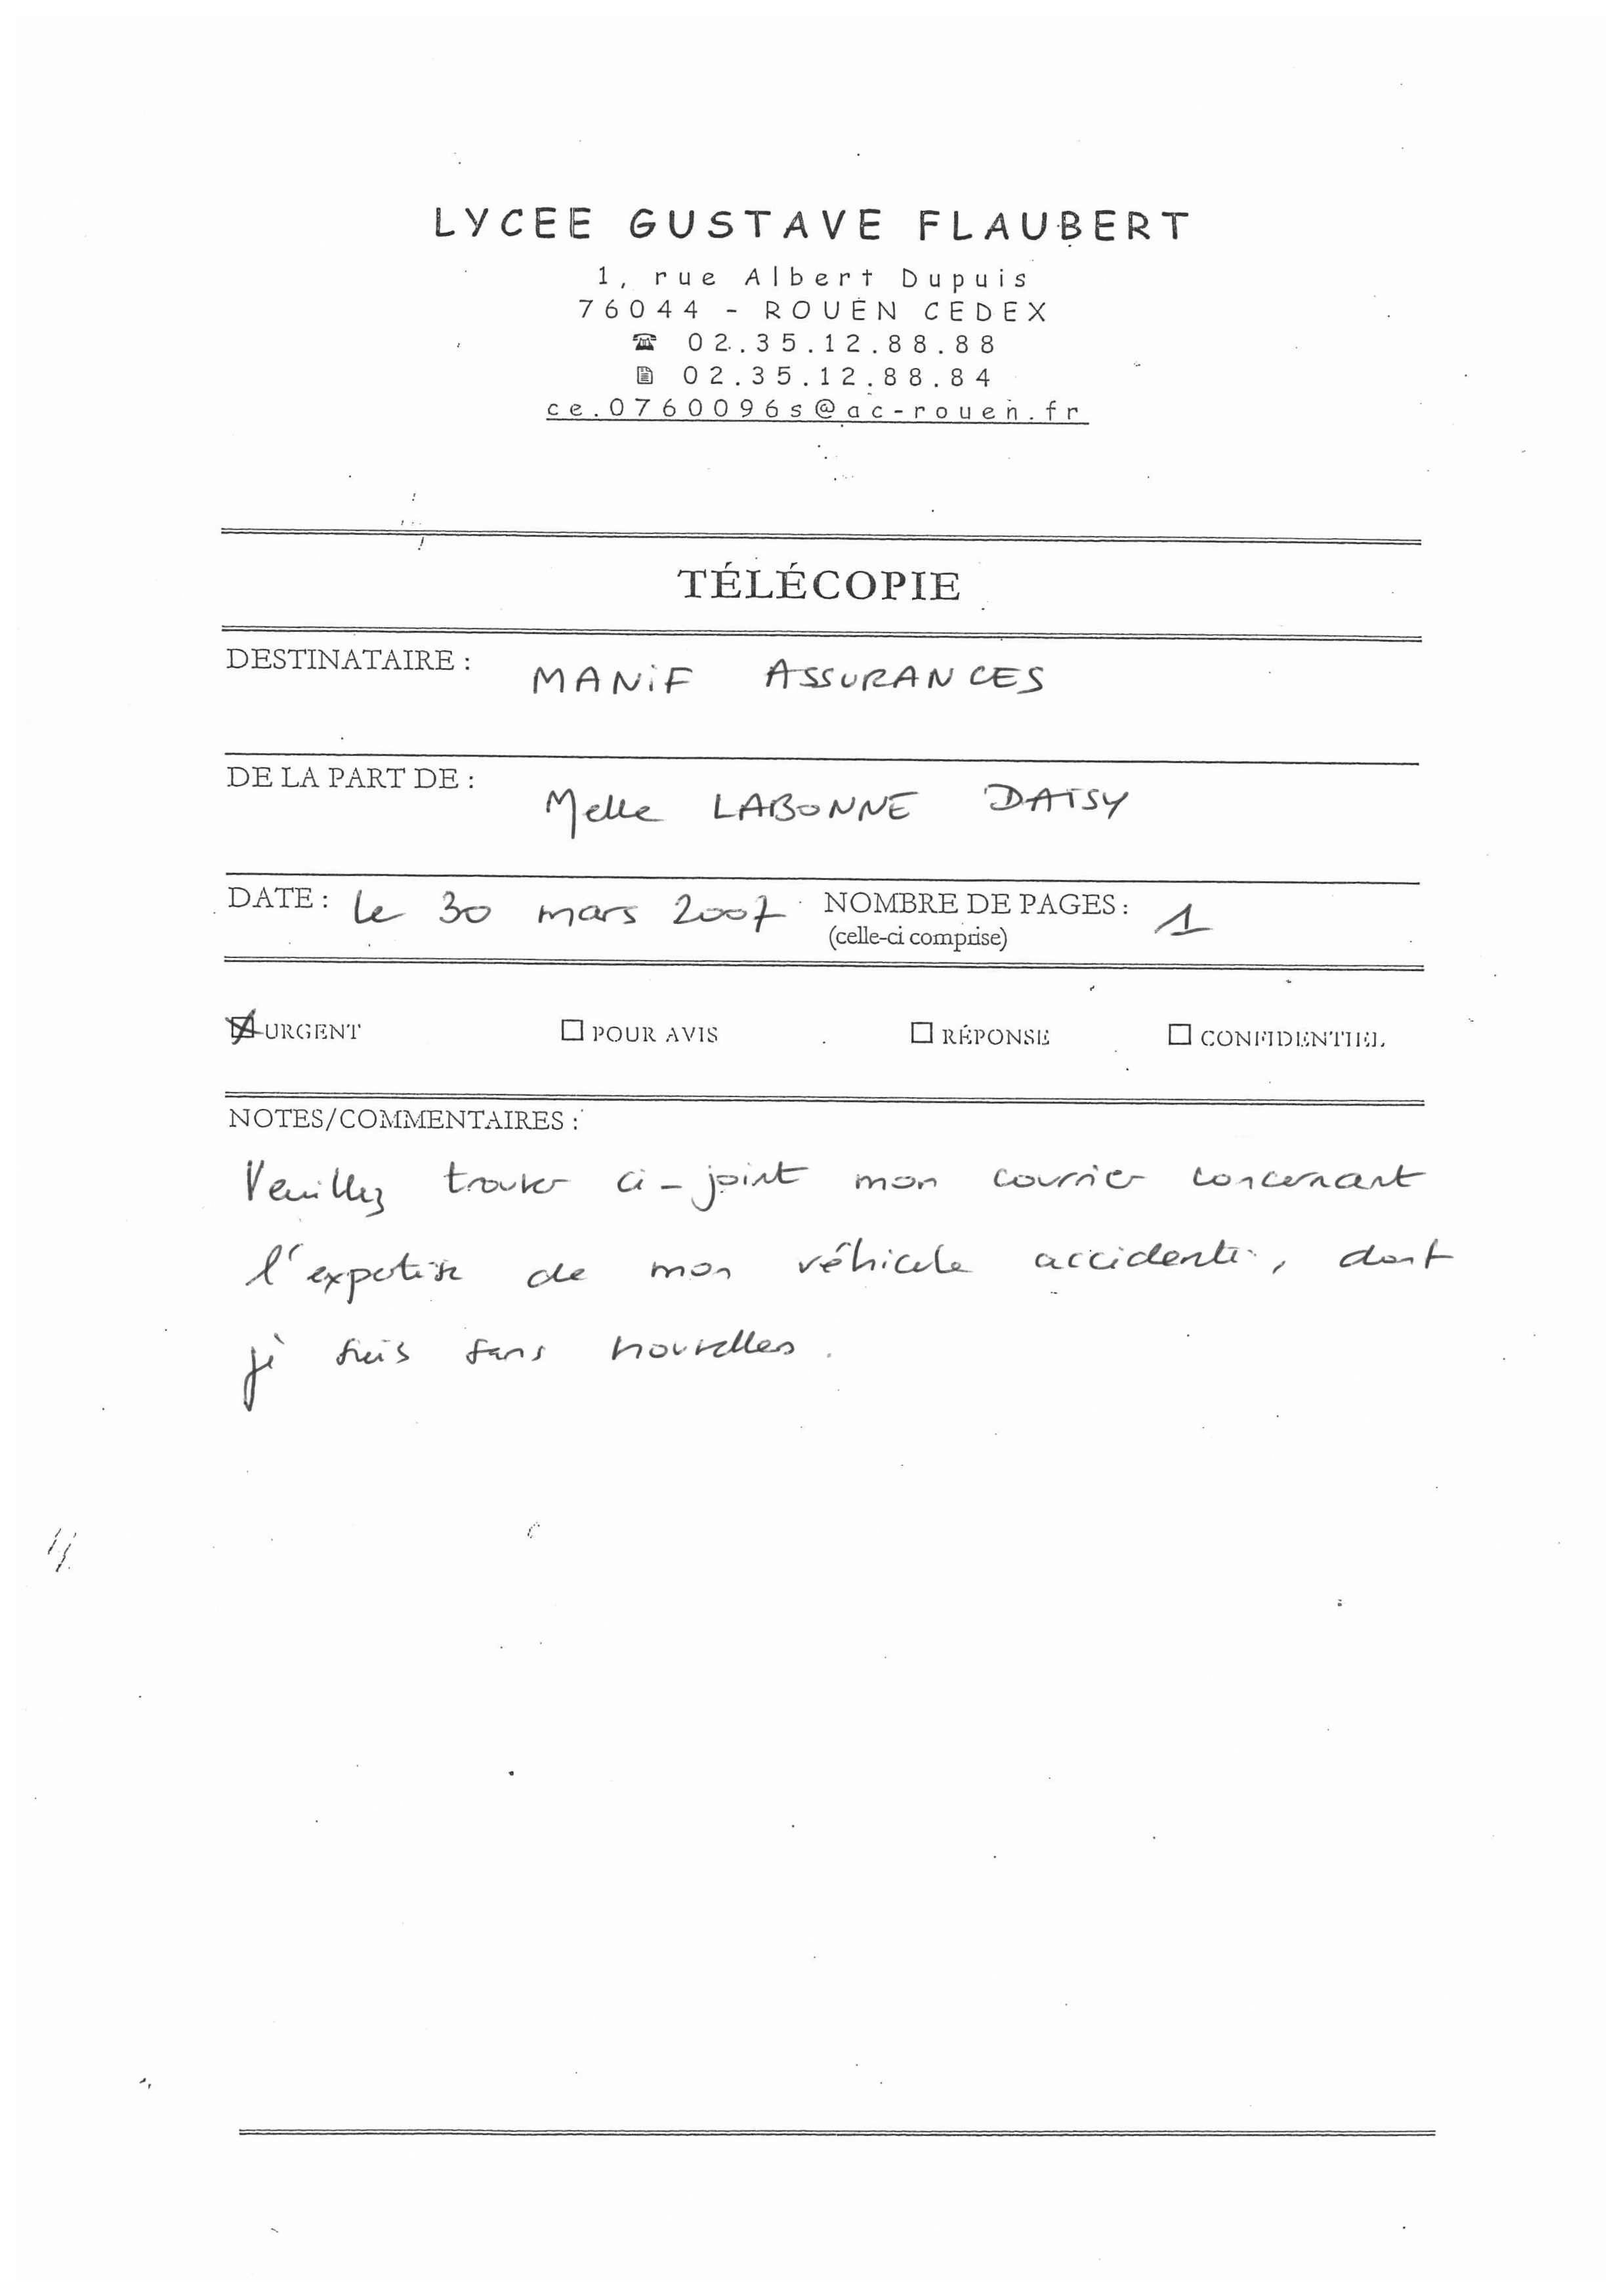 LYCEE GUSTAVE FLAUBERT
1, rue Albert Dupuis
76044 - ROUEN CEDEX
☎ 02.35.12.88.88
02.35.12.88.84
ce.0760096s@ac-rouen.fr
TÉLÉCOPIE
DESTINATAIRE : MANIF ASSURANCES
DE LA PART DE : Melle LABONNE DAISY
DATE : le 30 mars 2007 NOMBRE DE PAGES : 1
(celle-ci comprise)
☒ URGENT ☐ POUR AVIS ☐ RÉPONSE ☐ CONFIDENTIEL
NOTES/COMMENTAIRES :
Veuillez trouver ci-joint mon courrier concernant
l'expertise de mon véhicule accidenté, dont
je suis sans nouvelles.